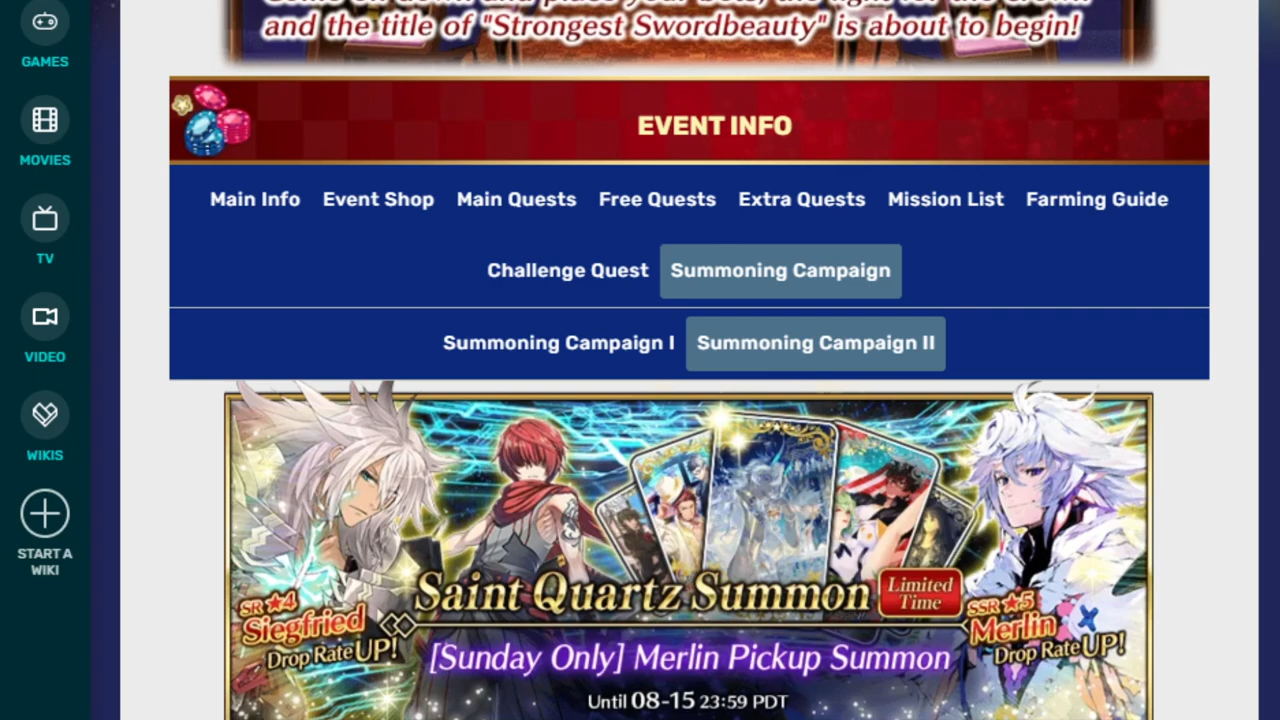 and the title of "Strongest Swordbeauty" is about to begin!
GAMES
MOVIES
TV
VIDEO
WIKIS
START A
WIKI
EVENT INFO
Main Info Event Shop Main Quests Free Quests Extra Quests Mission List Farming Guide
Challenge Quest Summoning Campaign
Summoning Campaign I Summoning Campaign II
Saint Quartz Summon
Limited
Time
SR ★4
Siegfried
Drop Rate UP!
SSR ★5
Merlin
Drop Rate UP!
[Sunday Only] Merlin Pickup Summon
Until 08-15 23:59 PDT